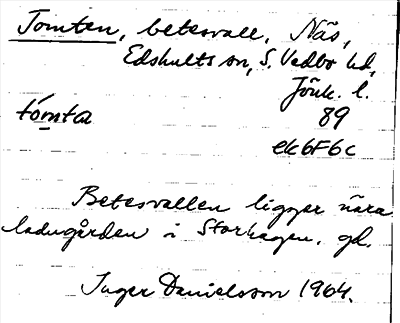 Tomten, betesvall, Näs,
Edshults sn, S. Vedbo hd,
Jönk. l.
tómta 89
ek6F6c
Betesvallen ligger nära
ladugården i Storhagen, gd.
Inger Danielsson 1964.